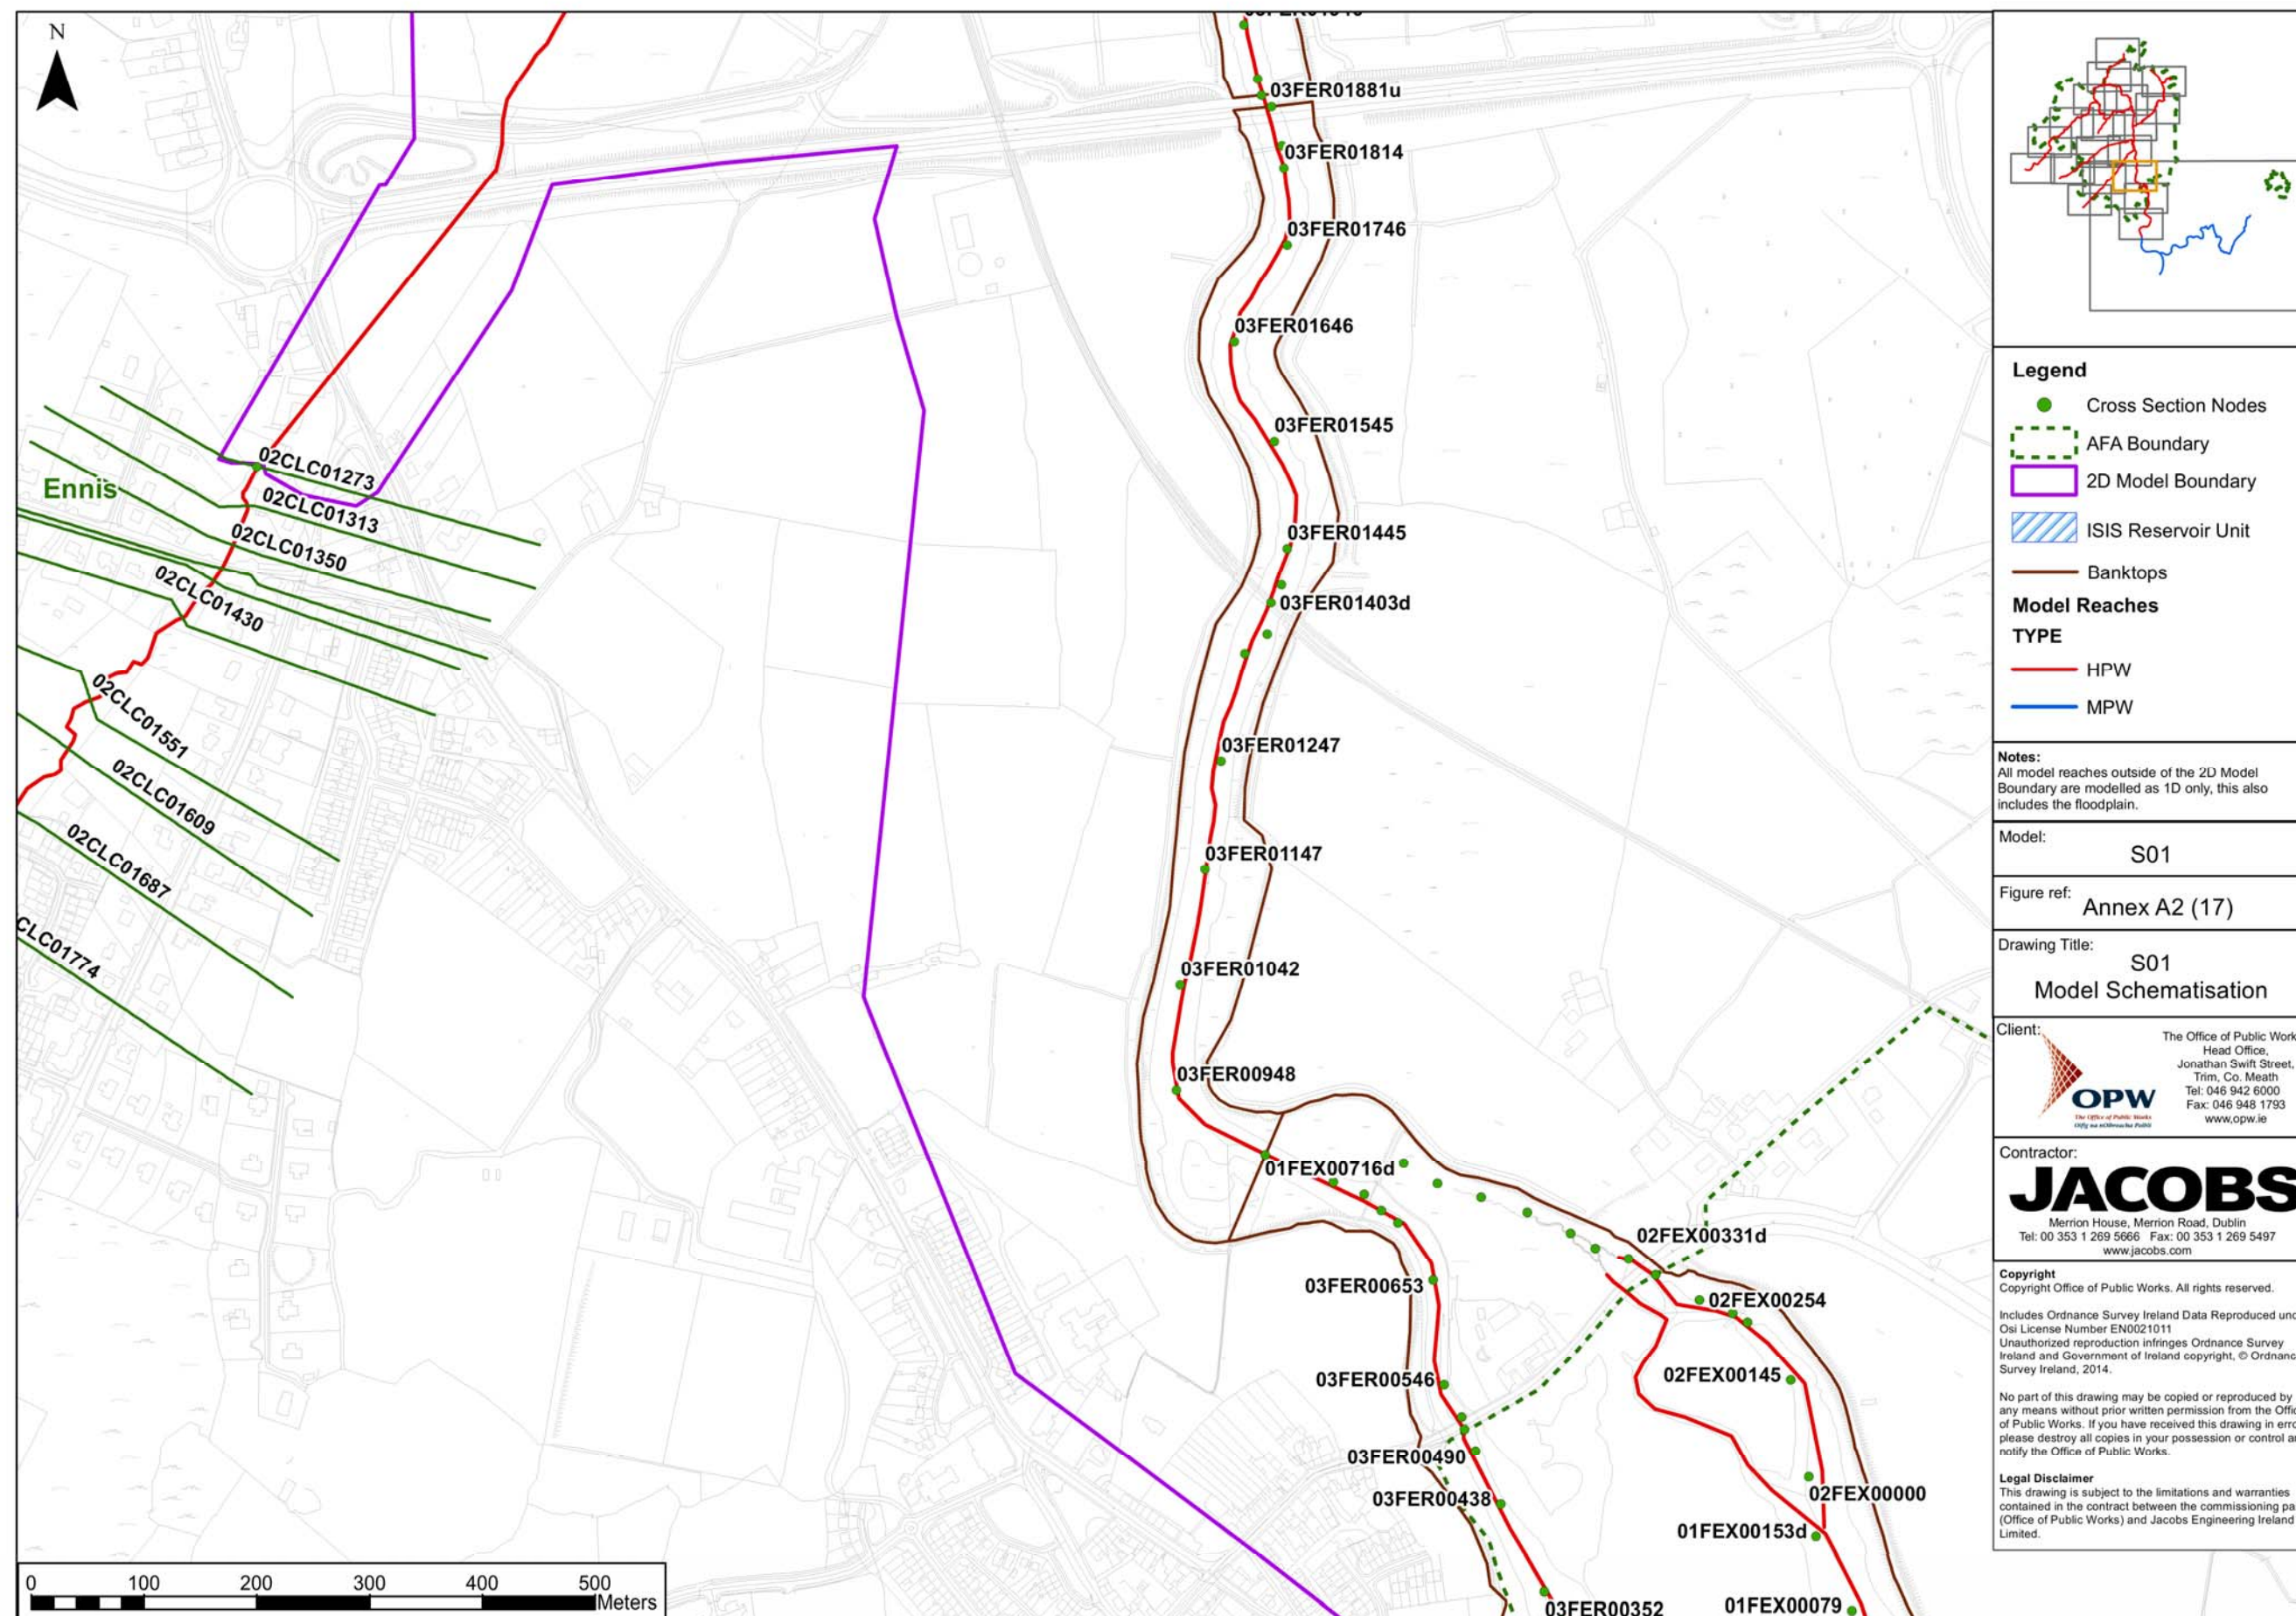 N
03FER01881u
03FER01814
03FER01746
03FER01646
03FER01545
03FER01445
03FER01403d
03FER01247
03FER01147
03FER01042
03FER00948
01FEX00716d
02FEX00331d
03FER00653
02FEX00254
03FER00546
02FEX00145
03FER00490
03FER00438
02FEX00000
01FEX00153d
03FER00352
01FEX00079
Ennis
02CLC01273
02CLC01313
02CLC01350
02CLC01430
02CLC01551
02CLC01609
02CLC01687
CLC01774
0 100 200 300 400 500
Meters
Legend
Cross Section Nodes
AFA Boundary
2D Model Boundary
ISIS Reservoir Unit
Banktops
Model Reaches
TYPE
HPW
MPW
Notes:
All model reaches outside of the 2D Model
Boundary are modelled as 1D only, this also
includes the floodplain.
Model:
S01
Figure ref:
Annex A2 (17)
Drawing Title:
S01
Model Schematisation
Client:
OPW
The Office of Public Works
Oifig na nOibreacha Poiblí
The Office of Public Work
Head Office,
Jonathan Swift Street,
Trim, Co. Meath
Tel: 046 942 6000
Fax: 046 948 1793
www.opw.ie
Contractor:
JACOBS
Merrion House, Merrion Road, Dublin
Tel: 00 353 1 269 5666 Fax: 00 353 1 269 5497
www.jacobs.com
Copyright
Copyright Office of Public Works. All rights reserved.
Includes Ordnance Survey Ireland Data Reproduced und
Osi License Number EN0021011
Unauthorized reproduction infringes Ordnance Survey
Ireland and Government of Ireland copyright, © Ordnanc
Survey Ireland, 2014.
No part of this drawing may be copied or reproduced by
any means without prior written permission from the Offic
of Public Works. If you have received this drawing in erro
please destroy all copies in your possession or control an
notify the Office of Public Works.
Legal Disclaimer
This drawing is subject to the limitations and warranties
contained in the contract between the commissioning pa
(Office of Public Works) and Jacobs Engineering Ireland
Limited.